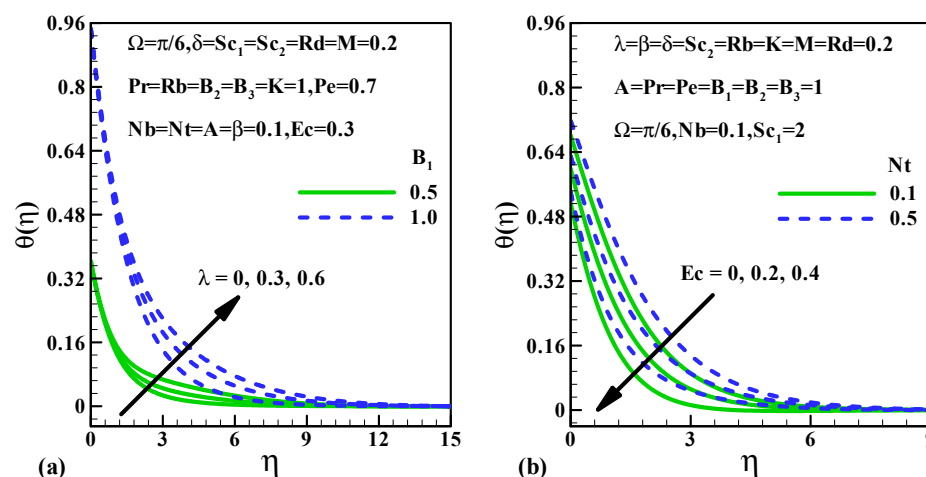 0.96
0.8
0.64
0.48
0.32
0.16
0
θ(η)
Ω=π/6,δ=Sc₁=Sc₂=Rd=M=0.2
Pr=Rb=B₂=B₃=K=1,Pe=0.7
Nb=Nt=A=β=0.1,Ec=0.3
B₁
0.5
1.0
λ = 0, 0.3, 0.6
0 3 6 9 12 15
(a) η
0.8
0.64
0.48
0.32
0.16
0
θ(η)
λ=β=δ=Sc₂=Rb=K=M=Rd=0.2
A=Pr=Pe=B₁=B₂=B₃=1
Ω=π/6,Nb=0.1,Sc₁=2
Nt
0.1
0.5
Ec = 0, 0.2, 0.4
0 3 6 9
(b) η